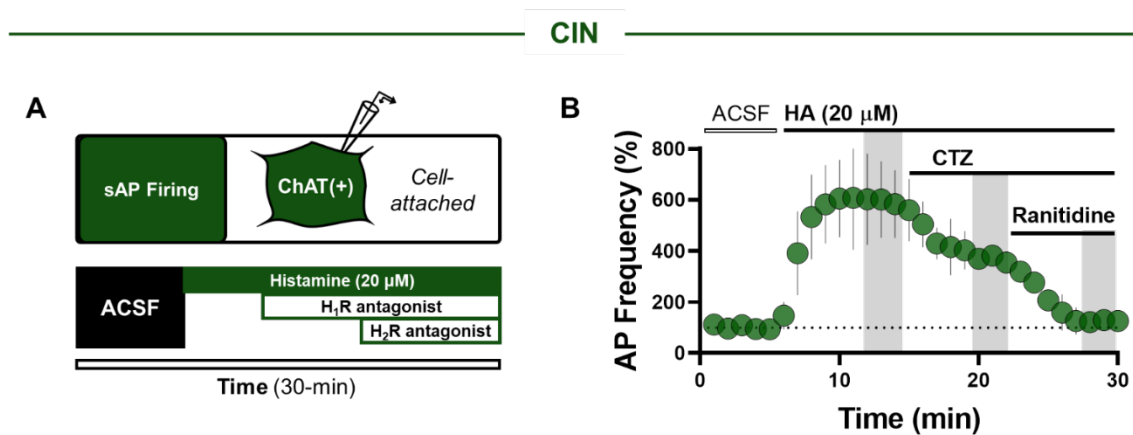 CIN
A
sAP Firing
ChAT(+)
Cell-
attached
ACSF
Histamine (20 µM)
H₁R antagonist
H₂R antagonist
Time (30-min)
B
ACSF
HA (20 µM)
CTZ
Ranitidine
AP Frequency (%)
800
600
400
200
0
0
10
20
30
Time (min)